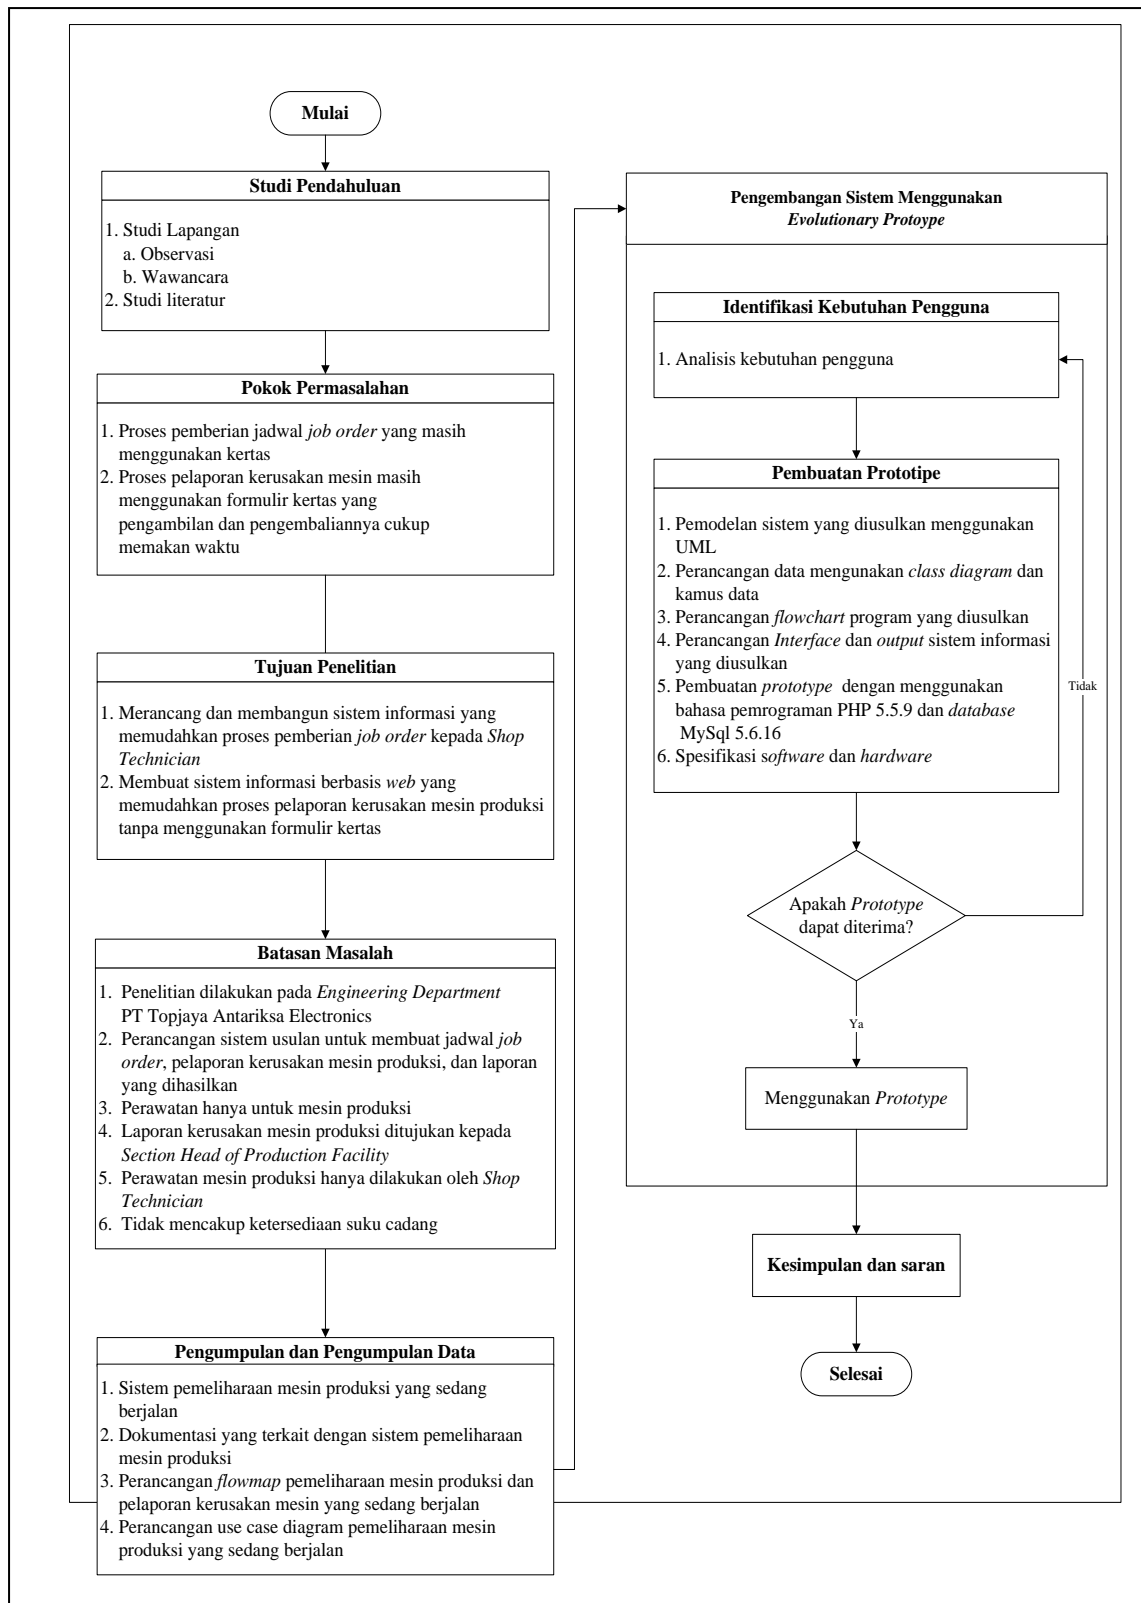 Mulai
Studi Pendahuluan
1. Studi Lapangan
a. Observasi
b. Wawancara
2. Studi literatur
Pokok Permasalahan
1. Proses pemberian jadwal job order yang masih
menggunakan kertas
2. Proses pelaporan kerusakan mesin masih
menggunakan formulir kertas yang
pengambilan dan pengembaliannya cukup
memakan waktu
Tujuan Penelitian
1. Merancang dan membangun sistem informasi yang
memudahkan proses pemberian job order kepada Shop
Technician
2. Membuat sistem informasi berbasis web yang
memudahkan proses pelaporan kerusakan mesin produksi
tanpa menggunakan formulir kertas
Batasan Masalah
1. Penelitian dilakukan pada Engineering Department
PT Topjaya Antariksa Electronics
2. Perancangan sistem usulan untuk membuat jadwal job
order, pelaporan kerusakan mesin produksi, dan laporan
yang dihasilkan
3. Perawatan hanya untuk mesin produksi
4. Laporan kerusakan mesin produksi ditujukan kepada
Section Head of Production Facility
5. Perawatan mesin produksi hanya dilakukan oleh Shop
Technician
6. Tidak mencakup ketersediaan suku cadang
Pengumpulan dan Pengumpulan Data
1. Sistem pemeliharaan mesin produksi yang sedang
berjalan
2. Dokumentasi yang terkait dengan sistem pemeliharaan
mesin produksi
3. Perancangan flowmap pemeliharaan mesin produksi dan
pelaporan kerusakan mesin yang sedang berjalan
4. Perancangan use case diagram pemeliharaan mesin
produksi yang sedang berjalan
Pengembangan Sistem Menggunakan
Evolutionary Protoype
Identifikasi Kebutuhan Pengguna
1. Analisis kebutuhan pengguna
Pembuatan Prototipe
1. Pemodelan sistem yang diusulkan menggunakan
UML
2. Perancangan data mengunakan class diagram dan
kamus data
3. Perancangan flowchart program yang diusulkan
4. Perancangan Interface dan output sistem informasi
yang diusulkan
5. Pembuatan prototype dengan menggunakan
bahasa pemrograman PHP 5.5.9 dan database
MySql 5.6.16
6. Spesifikasi software dan hardware
Tidak
Apakah Prototype
dapat diterima?
Ya
Menggunakan Prototype
Kesimpulan dan saran
Selesai